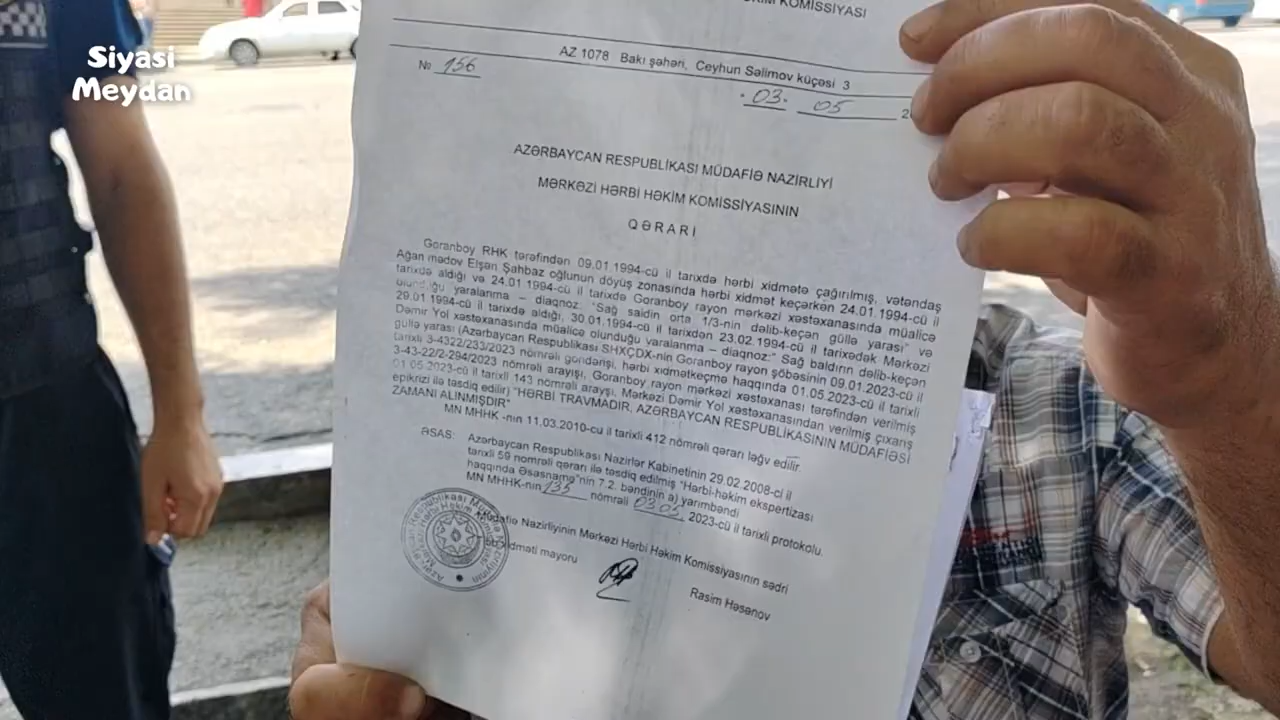 Siyasi
Meydan
HƏKİM KOMİSSİYASI
AZ 1078 Bakı şəhəri, Ceyhun Səlimov küçəsi 3
№ 156
03. 05 2
AZƏRBAYCAN RESPUBLİKASI MÜDAFİƏ NAZİRLİYİ
MƏRKƏZİ HƏRBİ HƏKİM KOMİSSİYASININ
QƏRARİ
Goranboy RHK tərəfindən 09.01.1994-cü il tarixdə hərbi xidmətə çağırılmış, vətəndaş
Ağan mədov Elşən Şahbaz oğlunun döyüş zonasında hərbi xidmət keçərkən 24.01.1994-cü il
tarixdə aldığı və 24.01 1994-cü il tarixdə Goranboy rayon mərkəzi xəstəxanasında müalicə
olunduğu yaralanma – diaqnoz: "Sağ saidin orta 1/3-nin dəlib-keçən güllə yarası" və
29.01.1994-cü il tarixdə aldığı, 30.01.1994-cü il tarixdən 23.02.1994-cü il tarixədək Mərkəzi
Dəmir Yol xəstəxanasında müalicə olunduğu yaralanma – diaqnoz:" Sağ baldırın dəlib-keçən
güllə yarası (Azərbaycan Respublikası SHXÇDX-nin Goranboy rayon şöbəsinin 09.01.2023-cü il
tarixli 3-4322/233/2023 nömrəli göndərişi, hərbi xidmətkeçmə haqqında 01.05.2023-cü il tarixli
3-43-22/2-294/2023 nömrəli arayışı, Goranboy rayon mərkəzi xəstəxanası tərəfindən verilmiş
01.05.2023-cü il tarixli 143 nömrəli arayışı, Mərkəzi Dəmir Yol xəstəxanasından verilmiş çıxarış
epikrizi ilə təsdiq edilir) "HƏRBİ TRAVMADIR, AZƏRBAYCAN RESPUBLİKASININ MÜDAFİƏSİ
ZAMANI ALINMIŞDIR"
MN MHHK -nın 11.03.2010-cu il tarixli 412 nömrəli qərarı ləğv edilir.
ƏSAS: Azərbaycan Respublikası Nazirlər Kabinetinin 29.02.2008-ci il
tarixli 59 nömrəli qərarı ilə təsdiq edilmiş "Hərbi-həkim ekspertizası
haqqında Əsasnamə"nin 7.2. bəndinin a) yarımbəndi
MN MHHK-nın 135 nömrəli 03.05. 2023-cü il tarixli protokolu.
Müdafiə Nazirliyinin Mərkəzi Hərbi Həkim Komissiyasının sədri
xidməti mayoru
Rasim Həsənov